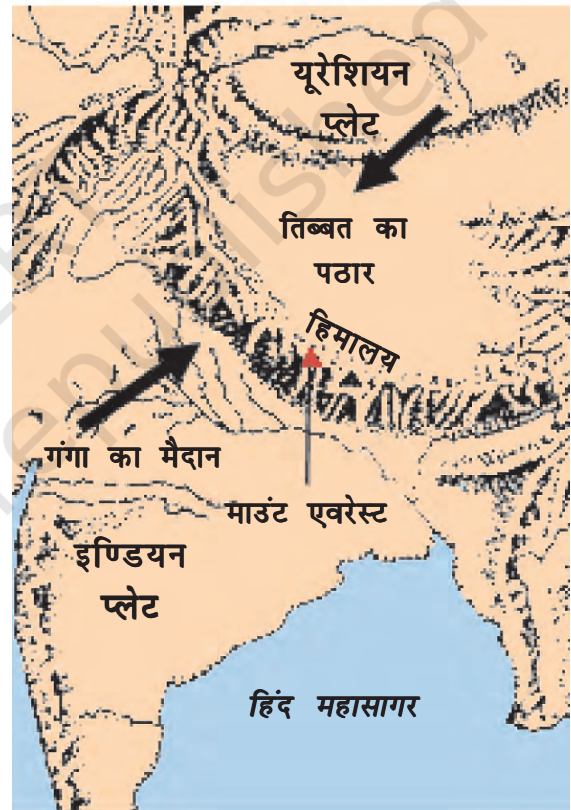 यूरेशियन
प्लेट
तिब्बत का
पठार
हिमालय
गंगा का मैदान
माउंट एवरेस्ट
इण्डियन
प्लेट
हिंद महासागर